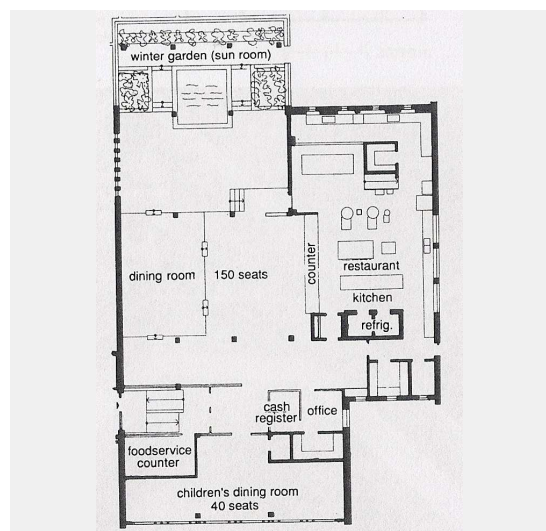 winter garden (sun room)
dining room
150 seats
counter
restaurant
kitchen
refrig.
cash
register
office
foodservice
counter
children's dining room
40 seats